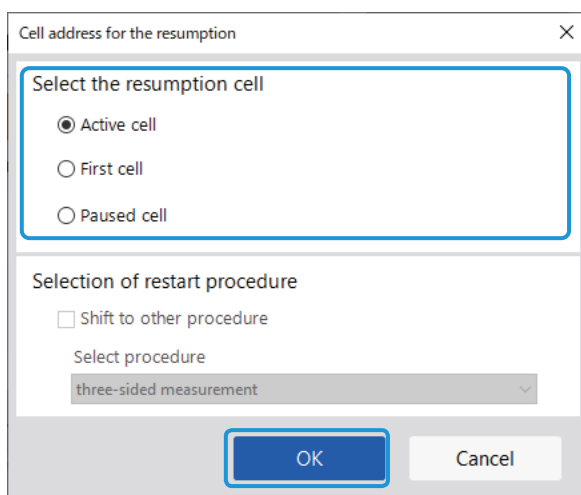 Cell address for the resumption
Select the resumption cell
Active cell
First cell
Paused cell
Selection of restart procedure
Shift to other procedure
Select procedure
three-sided measurement
OK Cancel